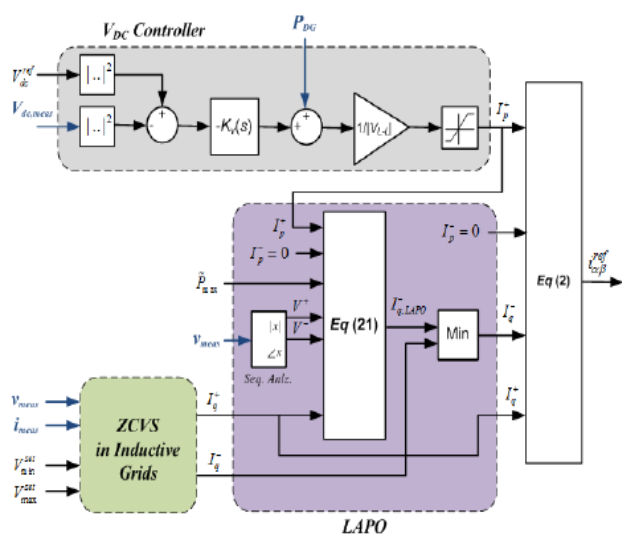 V_DC Controller
P_DG
V_dc^ref
|..|²
+
-
-K_v(s)
+
+
1/|V_L-L|
I_p^+
V_dc,meas
|..|²
I_p^+
I_p^- = 0
P̃_max
V^+
V^-
v_meas
|x|
∠x
Seq. Anlz.
Eq (21)
I_q,LAPO^-
Min
I_p^- = 0
Eq (2)
i_αβ^ref
I_q^-
I_q^+
v_meas
i_meas
V_min^set
V_max^set
ZCVS
in Inductive
Grids
I_q^+
I_q^-
LAPO